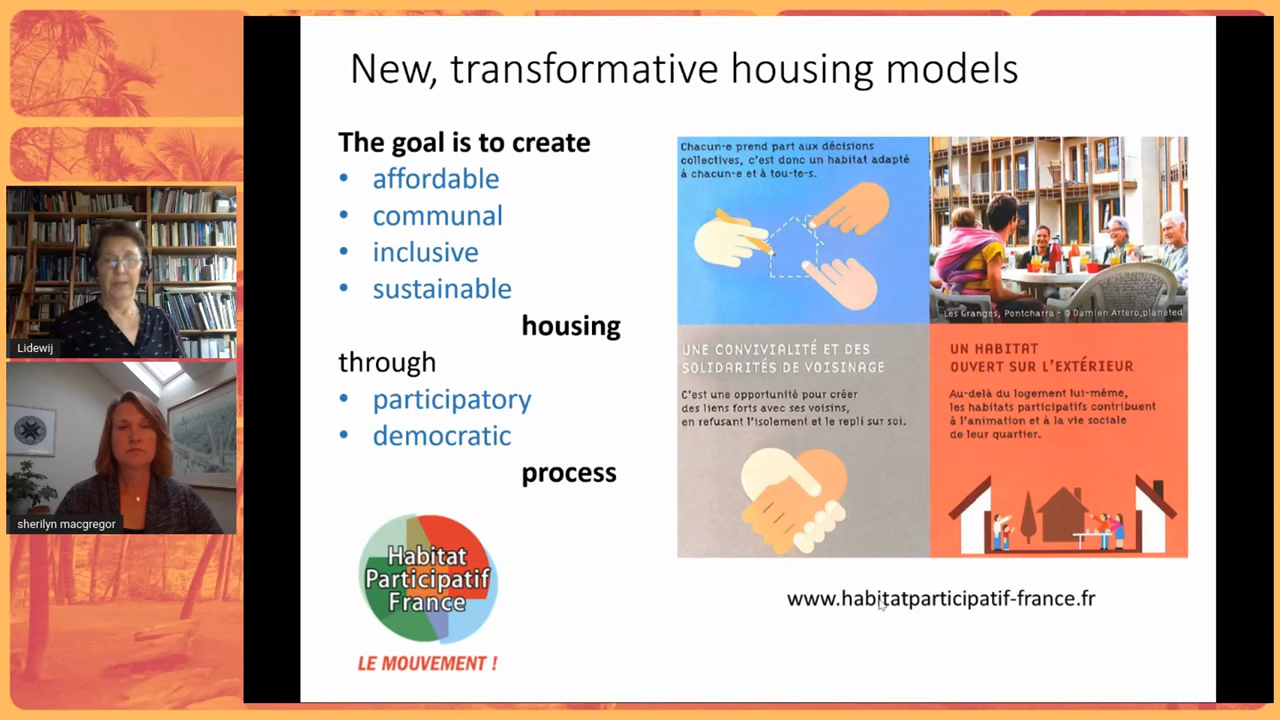 New, transformative housing models
The goal is to create
• affordable
• communal
• inclusive
• sustainable
housing
through
• participatory
• democratic
process
Habitat
Participatif
France
LE MOUVEMENT !
Chacun·e prend part aux décisions
collectives, c'est donc un habitat adapté
à chacun·e et à tou·te·s.
Les Granges, Pontcharra - © Damien Artero,planeted
UNE CONVIVIALITÉ ET DES
SOLIDARITÉS DE VOISINAGE
C'est une opportunité pour créer
des liens forts avec ses voisins,
en refusant l'isolement et le repli sur soi.
UN HABITAT
OUVERT SUR L'EXTÉRIEUR
Au-delà du logement lui-même,
les habitats participatifs contribuent
à l'animation et à la vie sociale
de leur quartier.
www.habitatparticipatif-france.fr
Lidewij
sherilyn macgregor